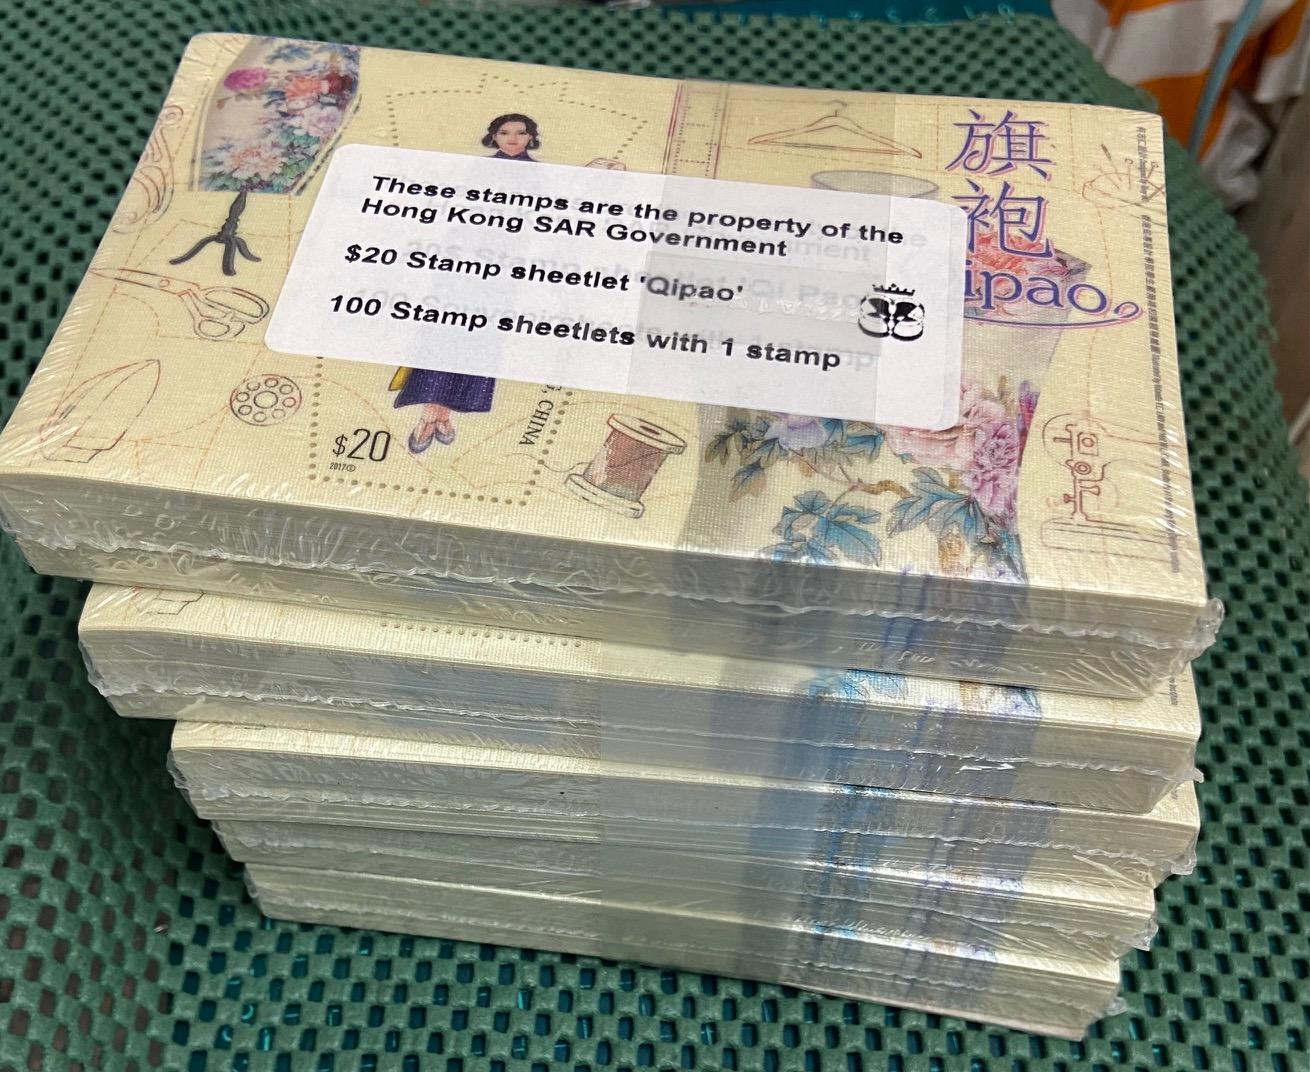 旗
袍
ipao
These stamps are the property of the
Hong Kong SAR Government
$20 Stamp sheetlet 'Qipao'
100 Stamp sheetlets with 1 stamp
CHINA
$20
2017